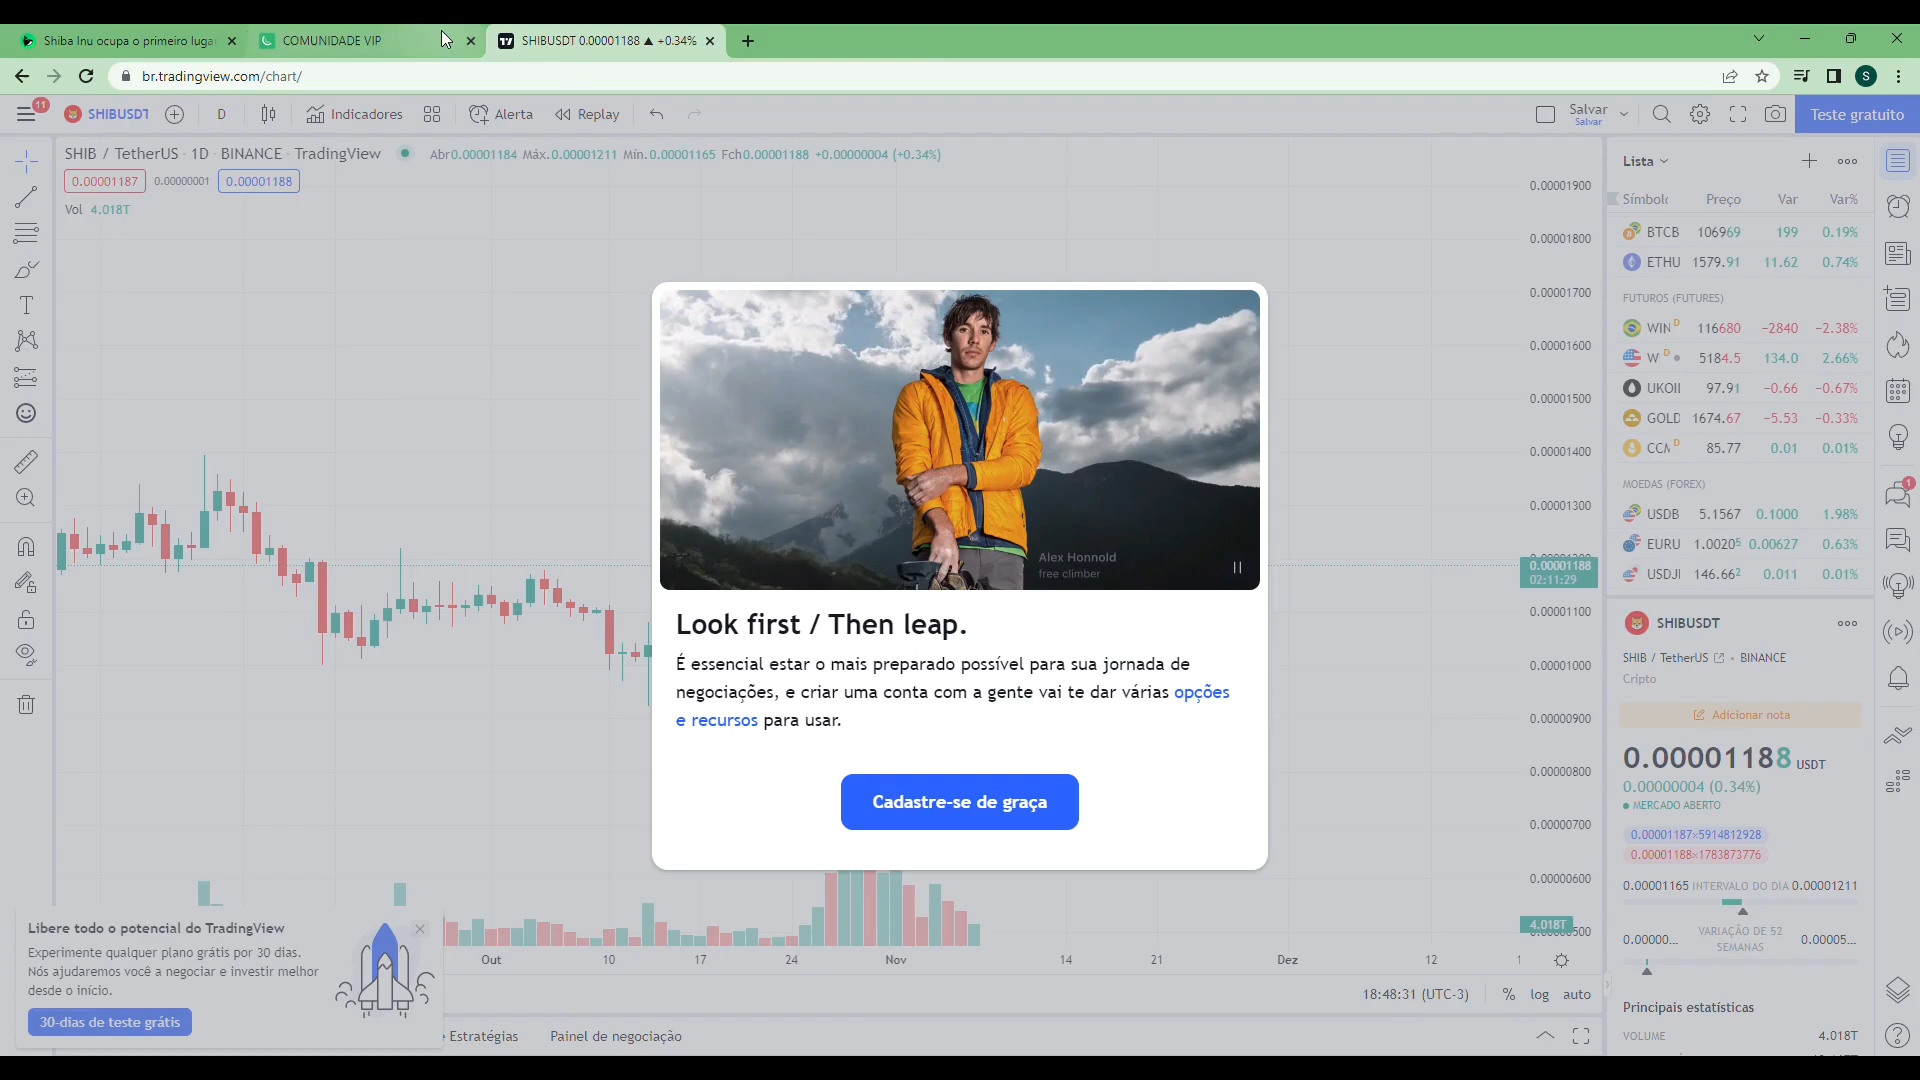 Shiba Inu ocupa o primeiro luga
COMUNIDADE VIP
SHIBUSDT 0.00001188 ▲ +0.34%
br.tradingview.com/chart/
S
11
SHIBUSDT
D
Indicadores
Alerta
Replay
Salvar
Salvar
Teste gratuito
SHIB / TetherUS · 1D · BINANCE · TradingView
Abr0.00001184 Máx.0.00001211 Mín.0.00001165 Fch0.00001188 +0.00000004 (+0.34%)
0.00001187
0.00000001
0.00001188
Vol 4.018T
0.00001900
0.00001800
0.00001700
0.00001600
0.00001500
0.00001400
0.00001300
0.00001188
02:11:29
0.00001100
0.00001000
0.00000900
0.00000800
0.00000700
0.00000600
4.018T
Alex Honnold
free climber
Look first / Then leap.
É essencial estar o mais preparado possível para sua jornada de
negociações, e criar uma conta com a gente vai te dar várias opções
e recursos para usar.
Cadastre-se de graça
Libere todo o potencial do TradingView
Experimente qualquer plano grátis por 30 dias.
Nós ajudaremos você a negociar e investir melhor
desde o início.
30-dias de teste grátis
Out
10
17
24
Nov
14
21
Dez
12
1
18:48:31 (UTC-3)
%
log
auto
e Estratégias
Painel de negociação
Lista
Símbolo Preço Var Var%
BTCB 106969 199 0.19%
ETHU 1579.91 11.62 0.74%
FUTUROS (FUTURES)
WIN D 116680 −2840 −2.38%
W D 5184.5 134.0 2.66%
UKOII 97.91 −0.66 −0.67%
GOLD 1674.67 −5.53 −0.33%
CCM D 85.77 0.01 0.01%
MOEDAS (FOREX)
USDB 5.1567 0.1000 1.98%
EURU 1.00205 0.00627 0.63%
USDJI 146.662 0.011 0.01%
1
SHIBUSDT
SHIB / TetherUS • BINANCE
Cripto
Adicionar nota
0.00001188 USDT
0.00000004 (0.34%)
MERCADO ABERTO
0.00001187×5914812928
0.00001188×1783873776
0.00001165 INTERVALO DO DIA 0.00001211
0.00000... VARIAÇÃO DE 52 SEMANAS 0.00005...
Principais estatísticas
VOLUME 4.018T